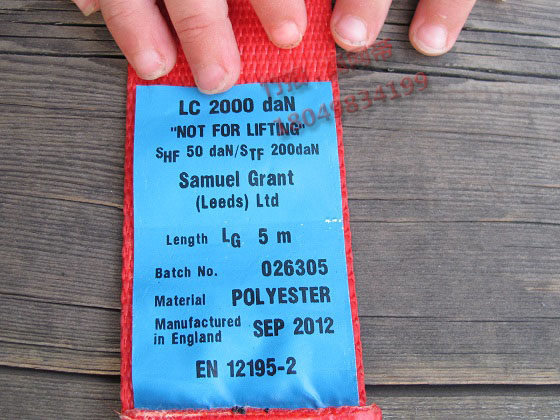 LC 2000 daN
"NOT FOR LIFTING"
SHF 50 daN/STF 200daN
Samuel Grant
(Leeds) Ltd
Length LG 5 m
Batch No. 026305
Material POLYESTER
Manufactured in England SEP 2012
EN 12195-2
18049834199